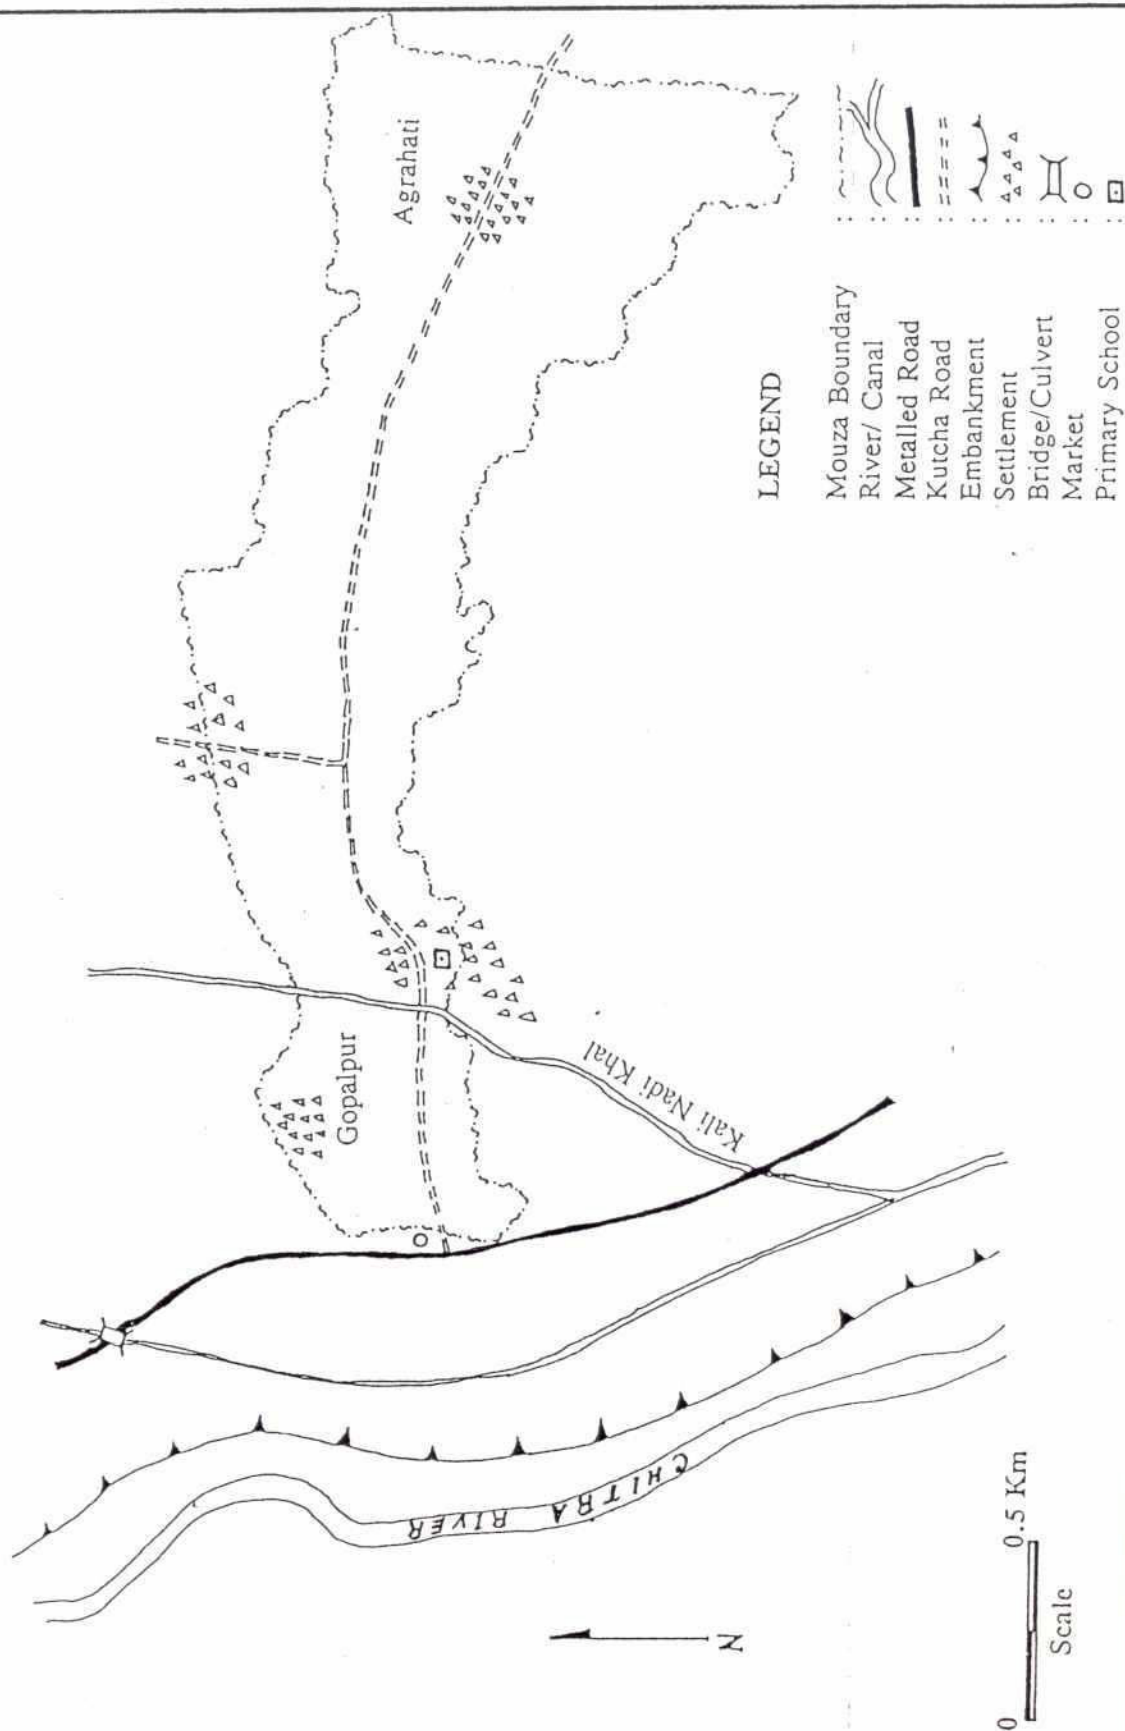 Agrahati
Gopalpur
Kali Nadi Khal
CHITRA RIVER
N
0 0.5 Km
Scale
LEGEND
Mouza Boundary :
River/ Canal :
Metalled Road :
Kutcha Road :
Embankment :
Settlement :
Bridge/Culvert :
Market :
Primary School :